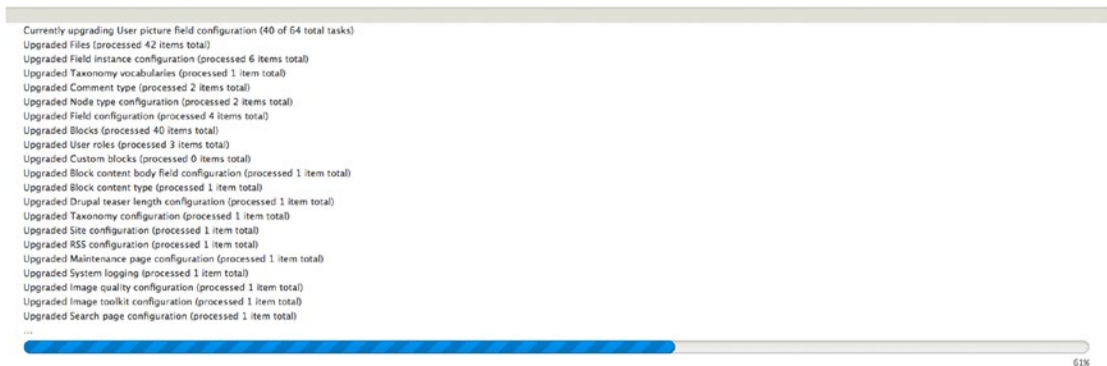 Currently upgrading User picture field configuration (40 of 64 total tasks)
Upgraded Files (processed 42 items total)
Upgraded Field instance configuration (processed 6 items total)
Upgraded Taxonomy vocabularies (processed 1 item total)
Upgraded Comment type (processed 2 items total)
Upgraded Node type configuration (processed 2 items total)
Upgraded Field configuration (processed 4 items total)
Upgraded Blocks (processed 40 items total)
Upgraded User roles (processed 3 items total)
Upgraded Custom blocks (processed 0 items total)
Upgraded Block content body field configuration (processed 1 item total)
Upgraded Block content type (processed 1 item total)
Upgraded Drupal teaser length configuration (processed 1 item total)
Upgraded Taxonomy configuration (processed 1 item total)
Upgraded Site configuration (processed 1 item total)
Upgraded RSS configuration (processed 1 item total)
Upgraded Maintenance page configuration (processed 1 item total)
Upgraded System logging (processed 1 item total)
Upgraded Image quality configuration (processed 1 item total)
Upgraded Image toolkit configuration (processed 1 item total)
Upgraded Search page configuration (processed 1 item total)
...
61%